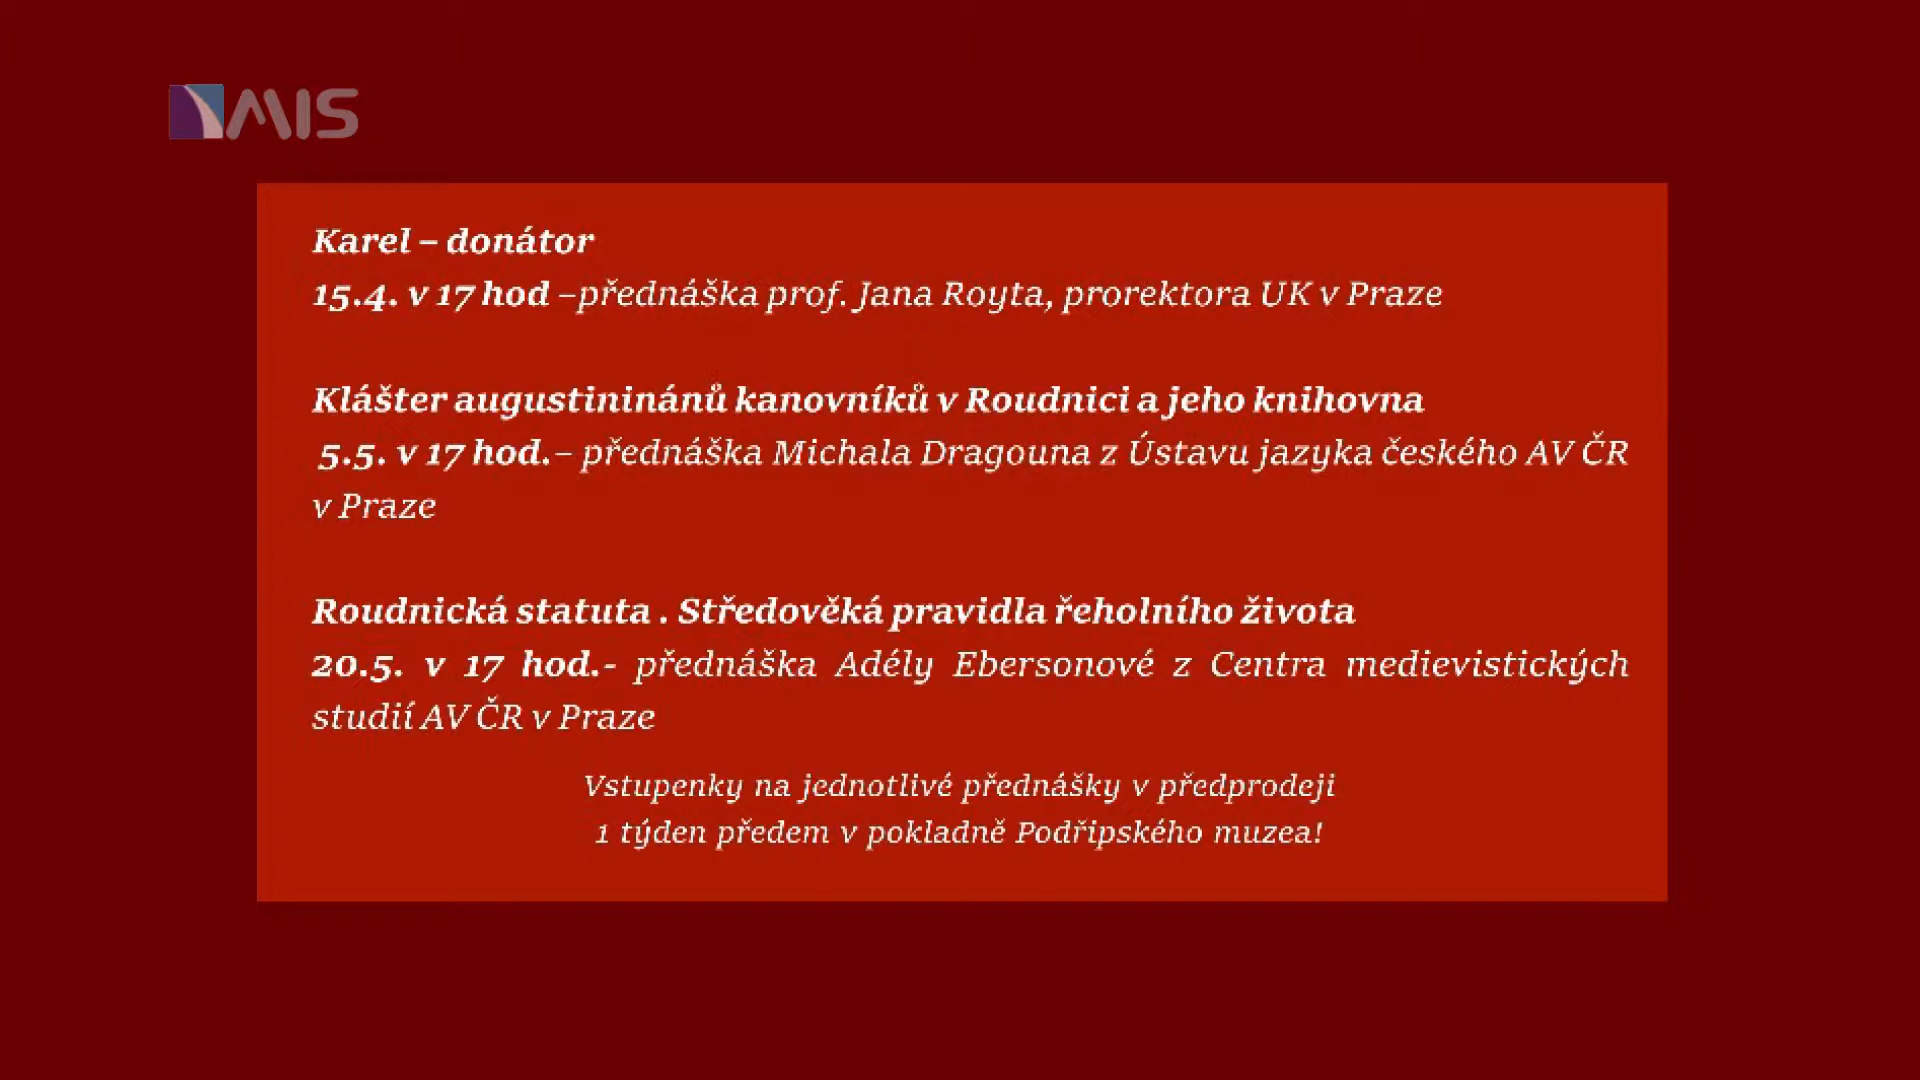 MIS
Karel – donátor
15.4. v 17 hod –přednáška prof. Jana Royta, prorektora UK v Praze
Klášter augustininánů kanovníků v Roudnici a jeho knihovna
5.5. v 17 hod.– přednáška Michala Dragouna z Ústavu jazyka českého AV ČR
v Praze
Roudnická statuta . Středověká pravidla řeholního života
20.5. v 17 hod.- přednáška Adély Ebersonové z Centra medievistických
studií AV ČR v Praze
Vstupenky na jednotlivé přednášky v předprodeji
1 týden předem v pokladně Podřipského muzea!